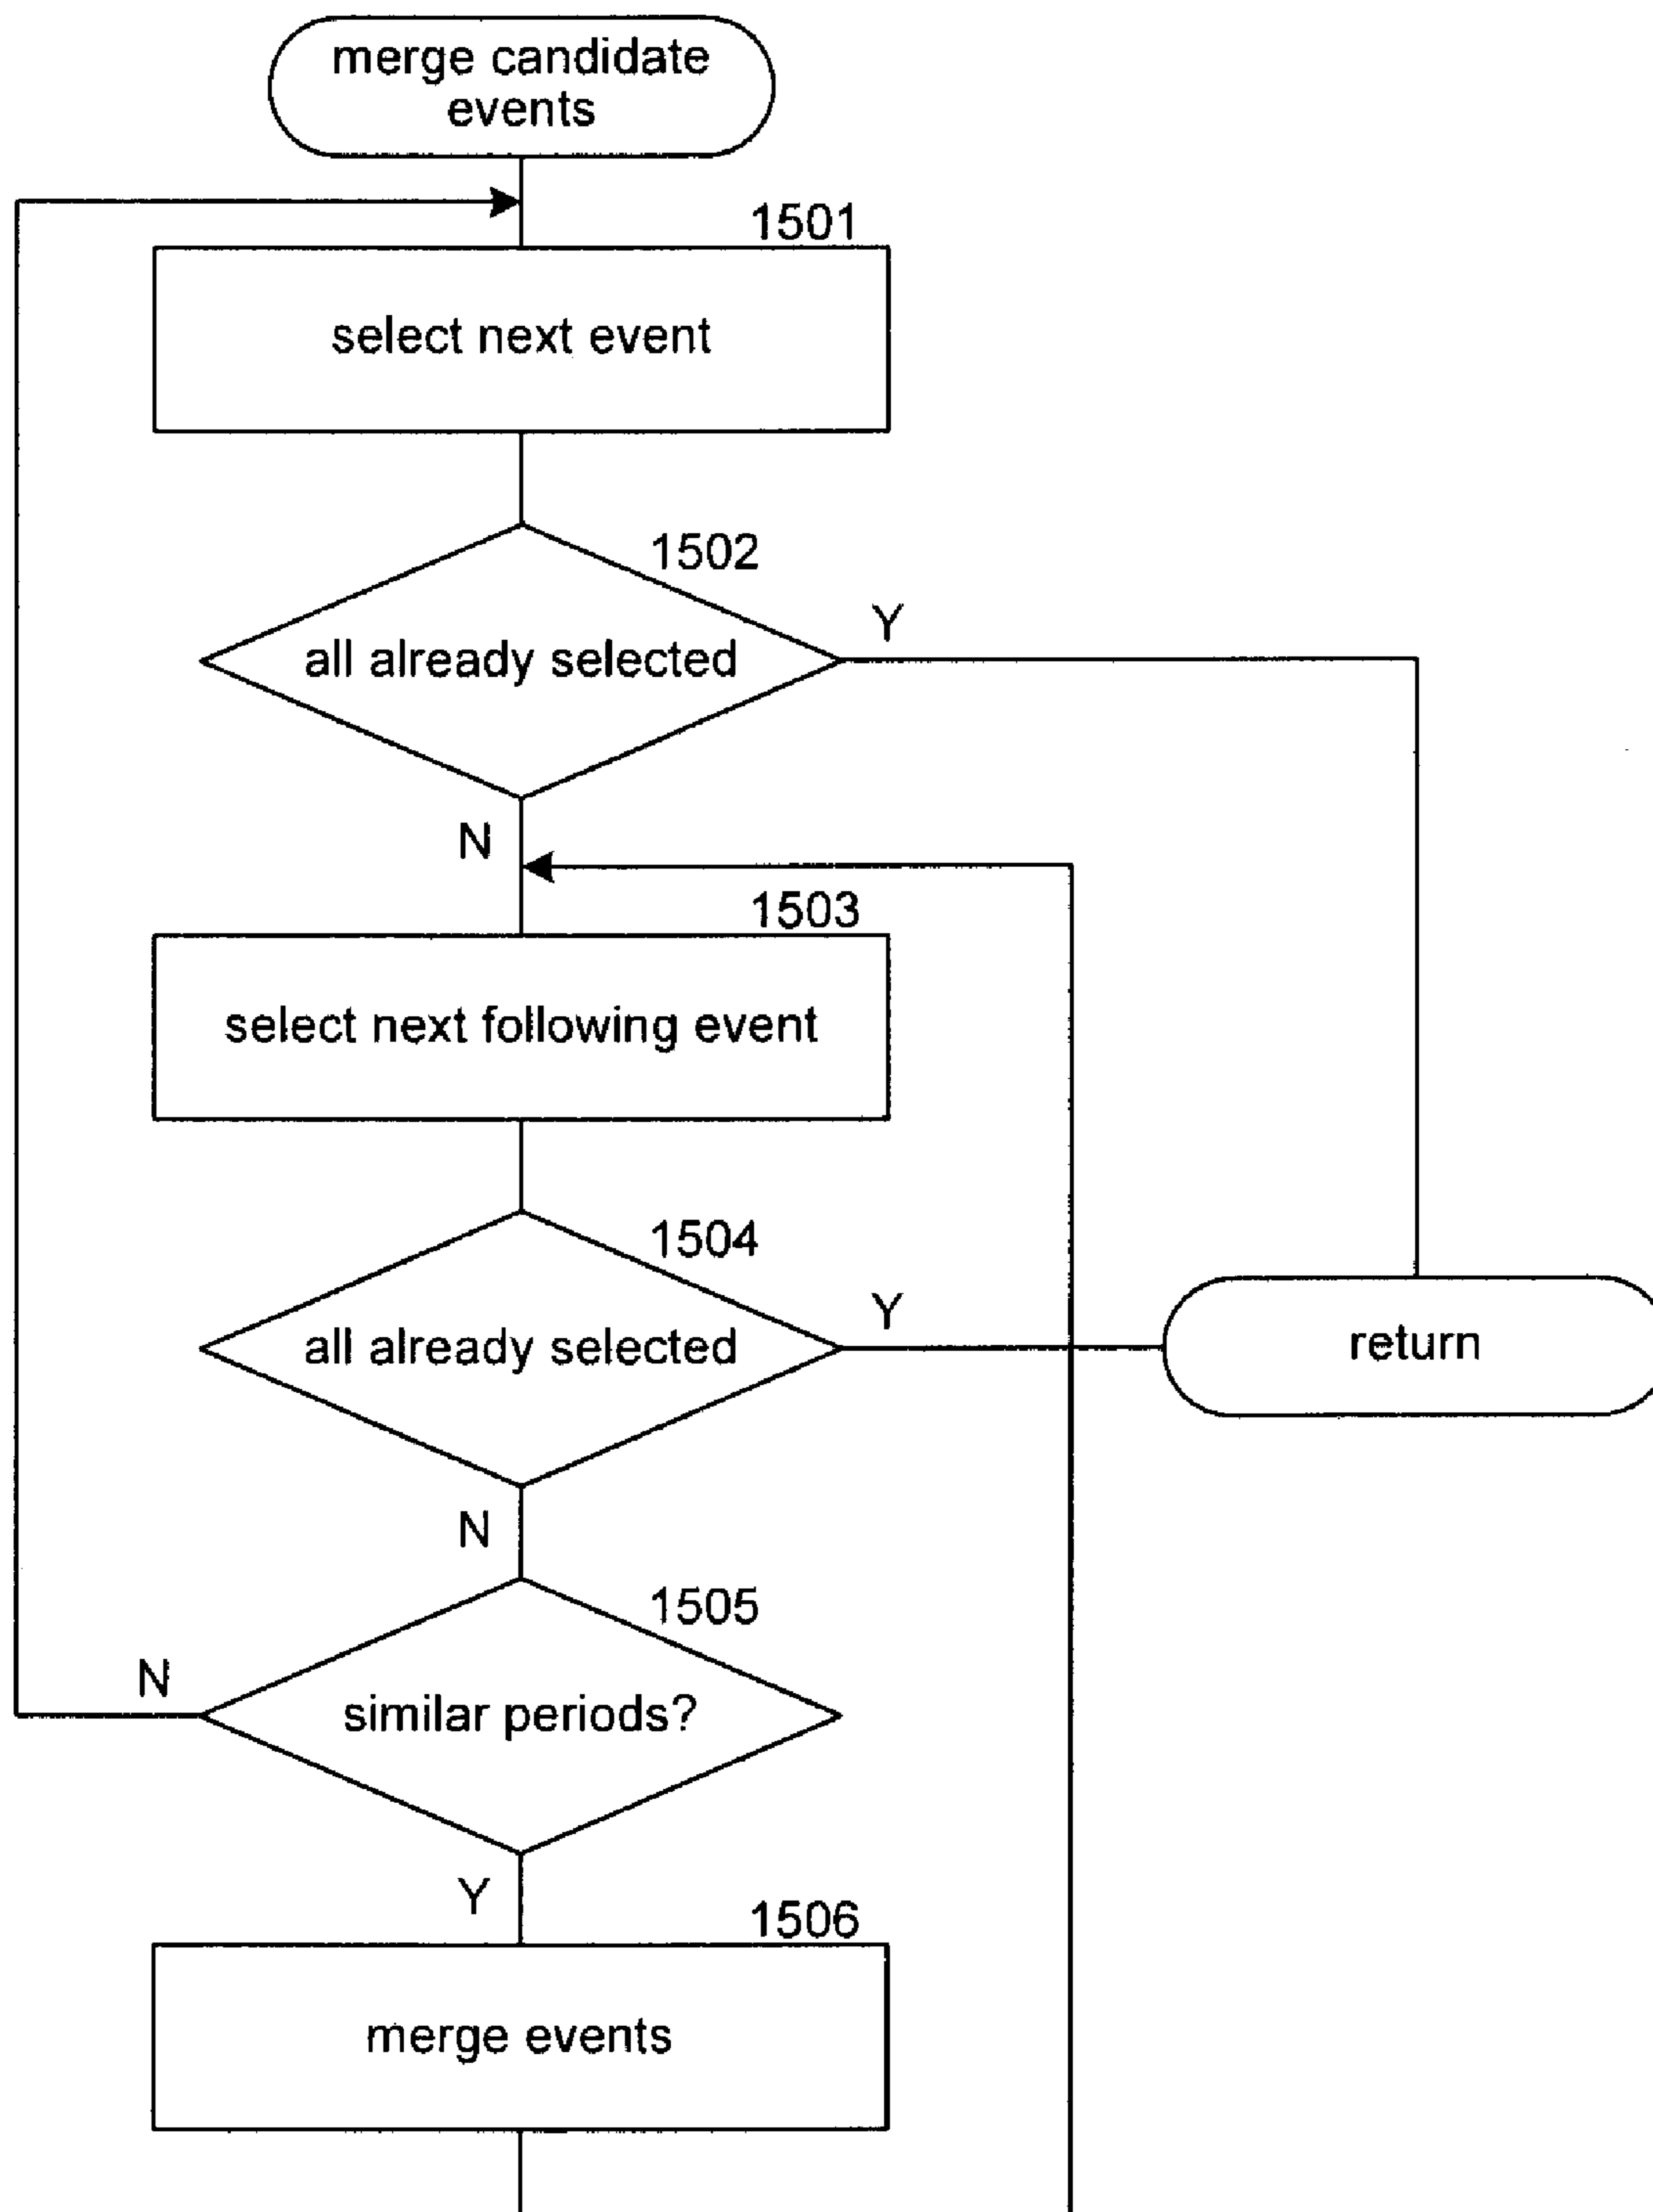 merge candidate
events
1501
select next event
1502
all already selected
Y
N
1503
select next following event
1504
all already selected
Y
return
N
1505
similar periods?
N
Y
1506
merge events